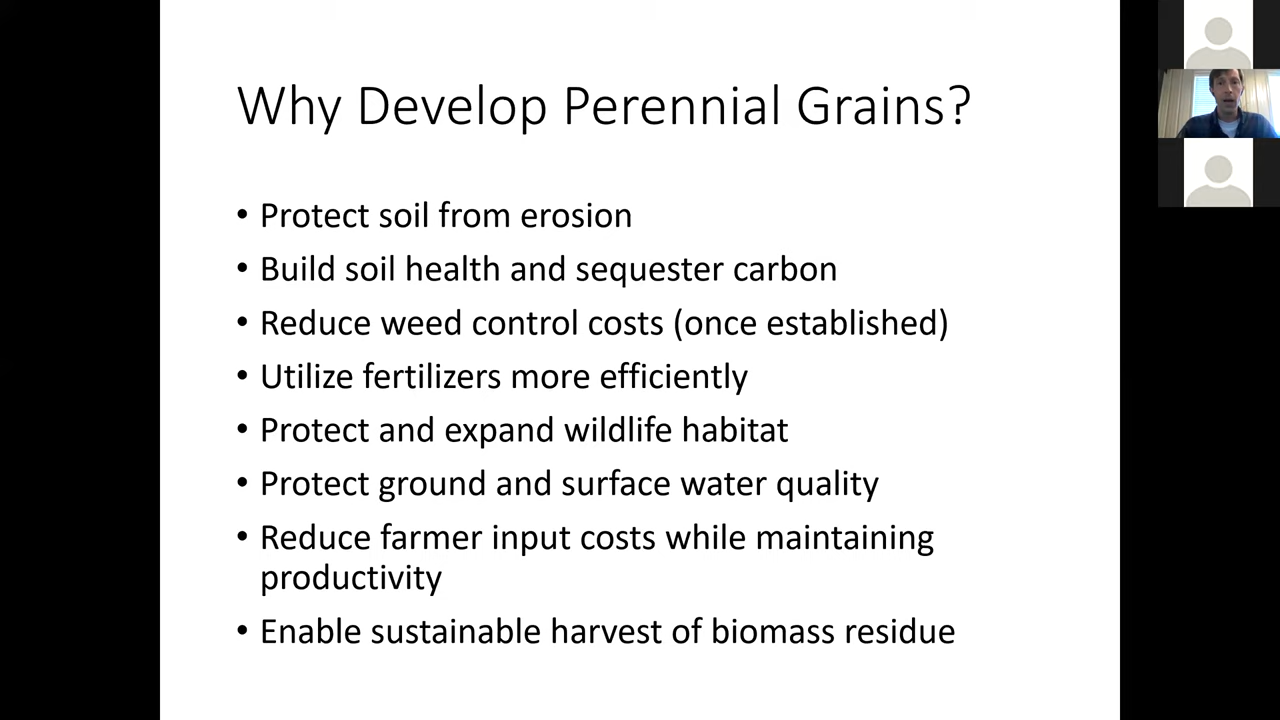 Why Develop Perennial Grains?
• Protect soil from erosion
• Build soil health and sequester carbon
• Reduce weed control costs (once established)
• Utilize fertilizers more efficiently
• Protect and expand wildlife habitat
• Protect ground and surface water quality
• Reduce farmer input costs while maintaining
productivity
• Enable sustainable harvest of biomass residue